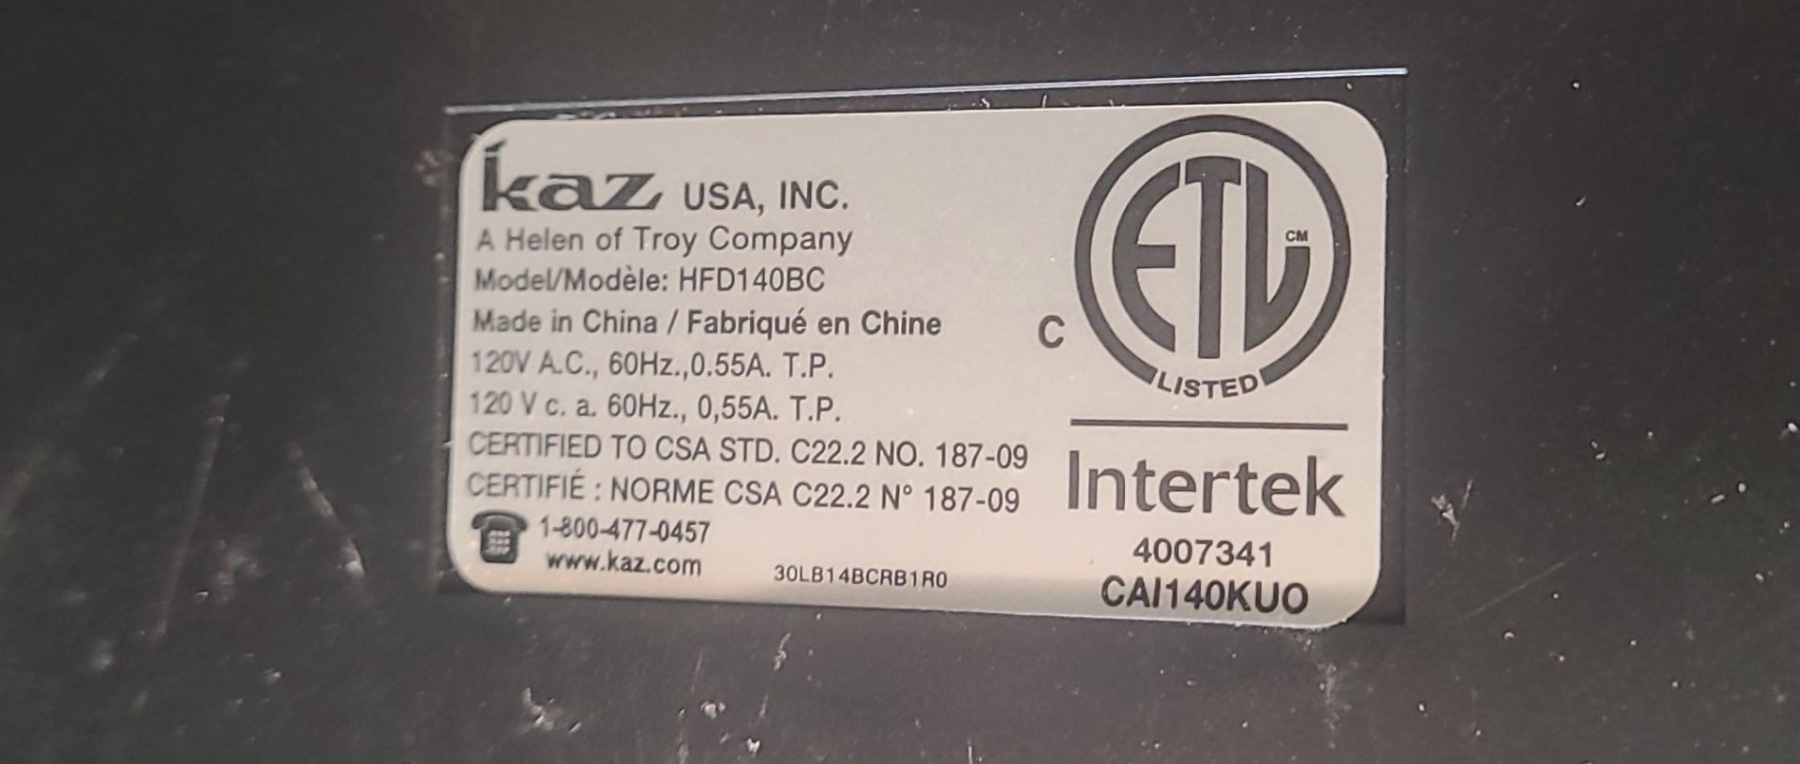 kaz USA, INC.
A Helen of Troy Company
Model/Modèle: HFD140BC
Made in China / Fabriqué en Chine
120V A.C., 60Hz.,0.55A. T.P.
120 V c. a. 60Hz., 0,55A. T.P.
CERTIFIED TO CSA STD. C22.2 NO. 187-09
CERTIFIÉ : NORME CSA C22.2 N° 187-09
1-800-477-0457
www.kaz.com
30LB14BCRB1R0
C
ETL CM
LISTED
Intertek
4007341
CAI140KUO